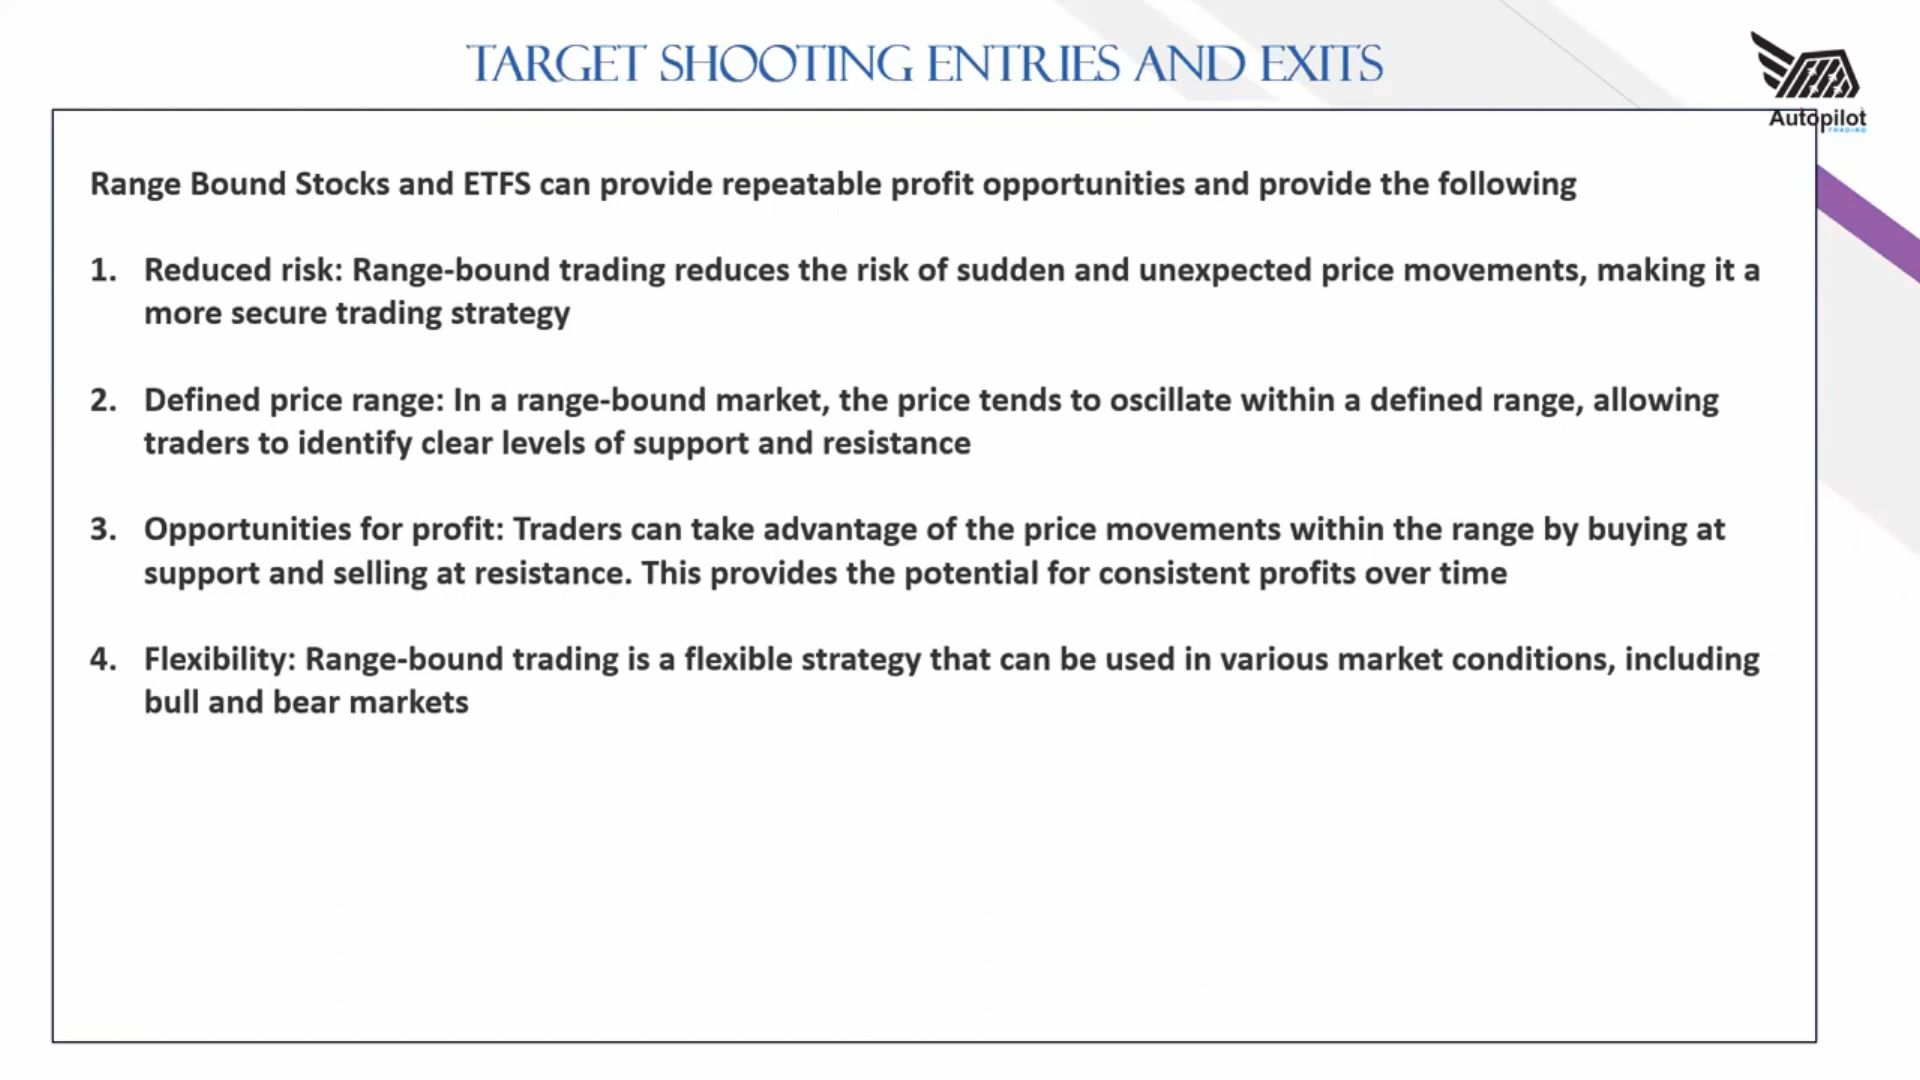 TARGET SHOOTING ENTRIES AND EXITS
Autopilot
TRADING
Range Bound Stocks and ETFS can provide repeatable profit opportunities and provide the following
1. Reduced risk: Range-bound trading reduces the risk of sudden and unexpected price movements, making it a
more secure trading strategy
2. Defined price range: In a range-bound market, the price tends to oscillate within a defined range, allowing
traders to identify clear levels of support and resistance
3. Opportunities for profit: Traders can take advantage of the price movements within the range by buying at
support and selling at resistance. This provides the potential for consistent profits over time
4. Flexibility: Range-bound trading is a flexible strategy that can be used in various market conditions, including
bull and bear markets